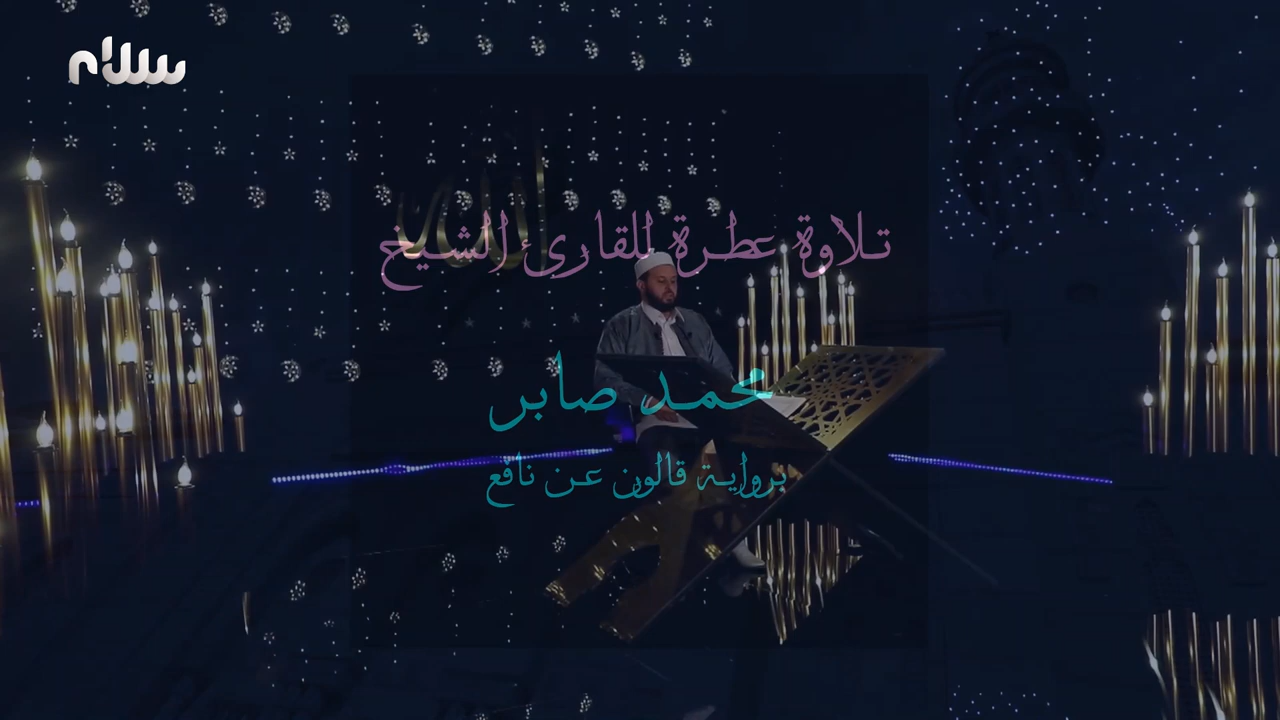 سلام
تلاوة عطرة للقارئ الشيخ
محمد صابر
برواية قالون عن نافع